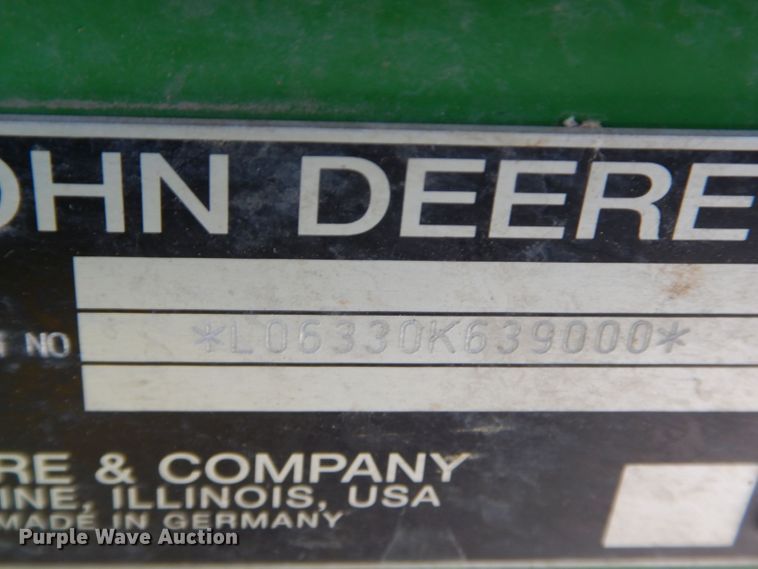 OHN DEERE
N NO *L06330K639000*
RE & COMPANY
INE, ILLINOIS, USA
MADE IN GERMANY
Purple Wave Auction